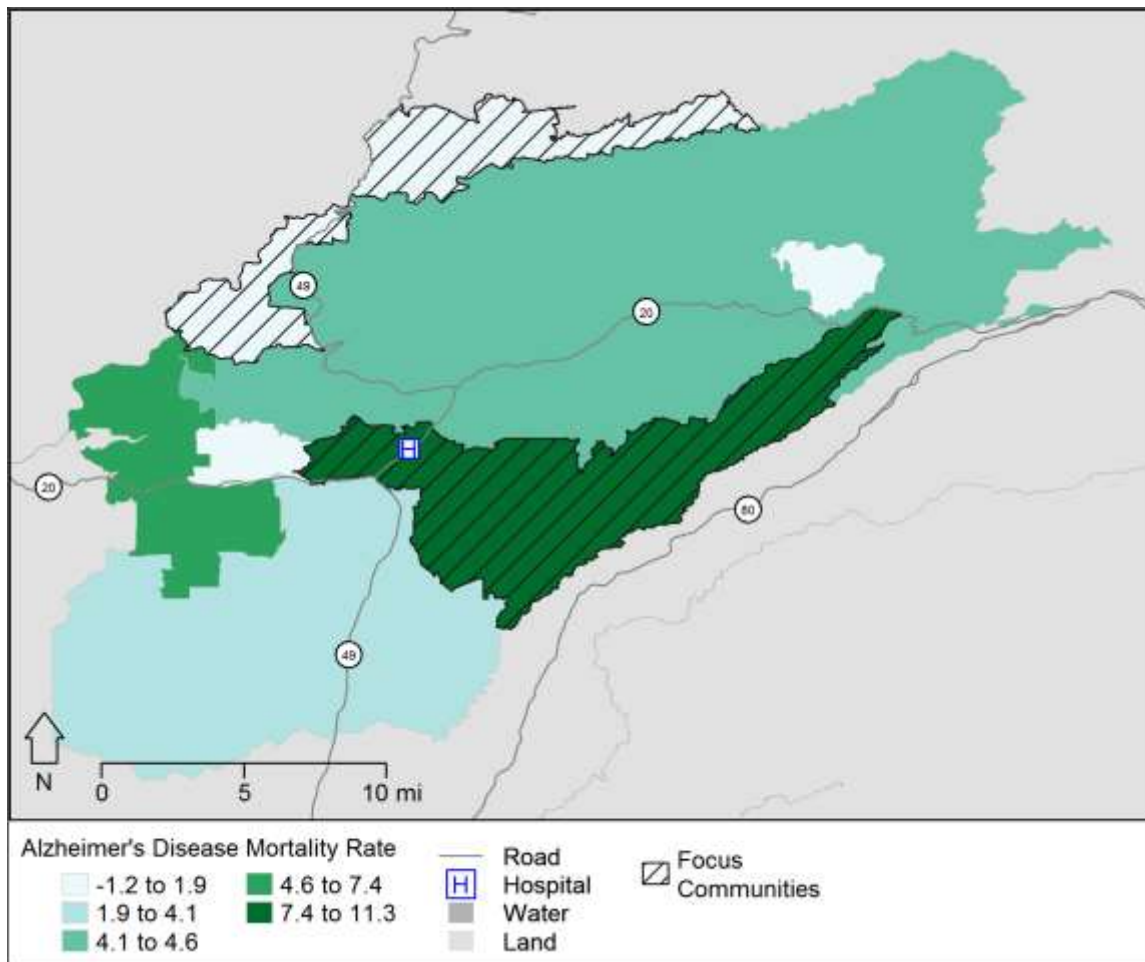 49
20
20
80
49
N
0 5 10 mi
Alzheimer's Disease Mortality Rate
-1.2 to 1.9
1.9 to 4.1
4.1 to 4.6
4.6 to 7.4
7.4 to 11.3
Road
H Hospital
Water
Land
Focus
Communities
H